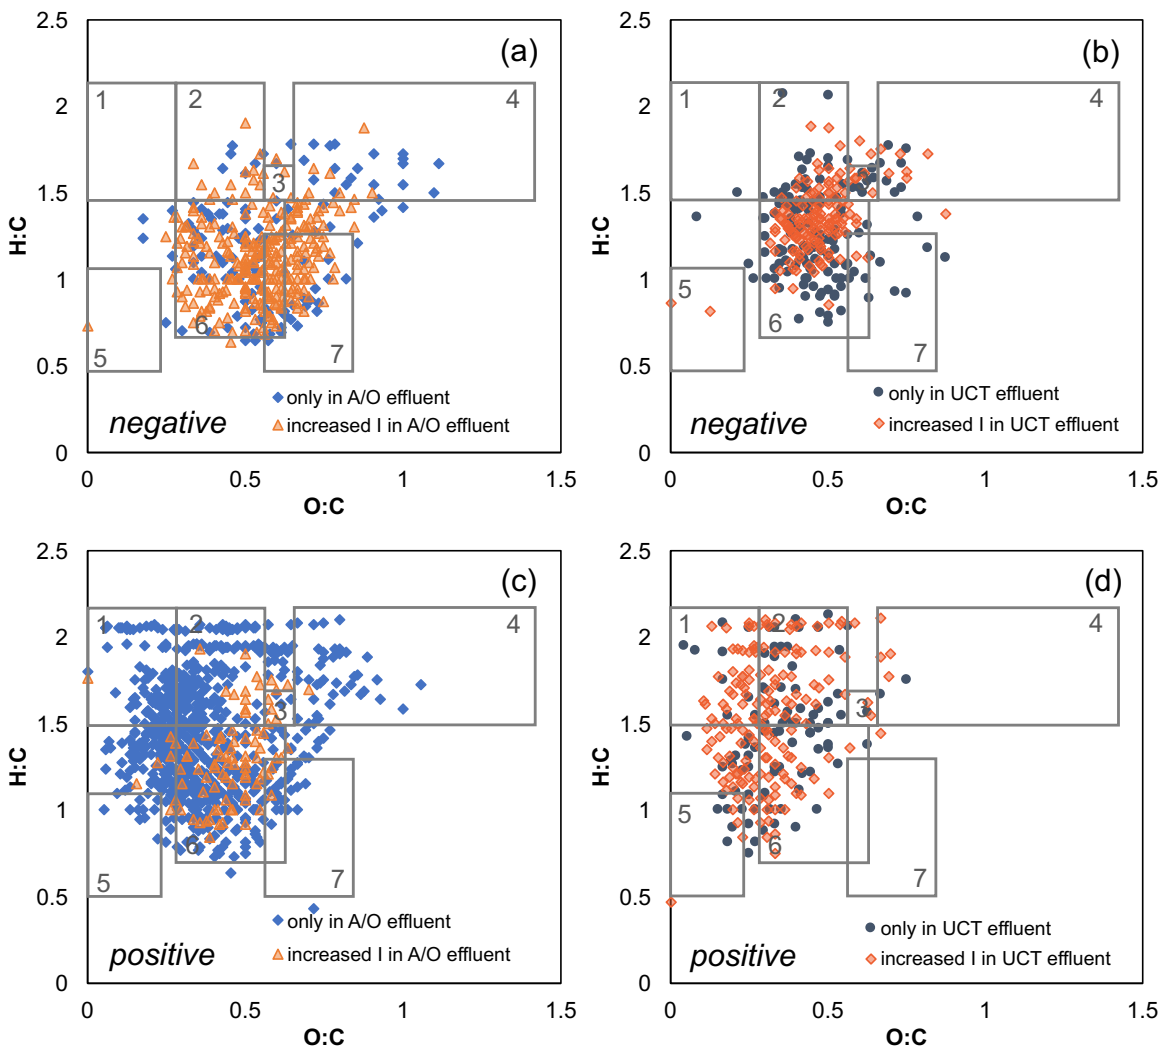 2.5
2
1.5
1
0.5
0
H:C
(a)
1
2
3
4
5
6
7
only in A/O effluent
increased I in A/O effluent
negative
0
0.5
1
1.5
O:C
2.5
2
1.5
1
0.5
0
H:C
(b)
1
2
4
5
6
7
only in UCT effluent
increased I in UCT effluent
negative
0
0.5
1
1.5
O:C
2.5
2
1.5
1
0.5
0
H:C
(c)
1
2
3
4
5
6
7
only in A/O effluent
increased I in A/O effluent
positive
0
0.5
1
1.5
O:C
2.5
2
1.5
1
0.5
0
H:C
(d)
1
2
3
4
5
6
7
only in UCT effluent
increased I in UCT effluent
positive
0
0.5
1
1.5
O:C